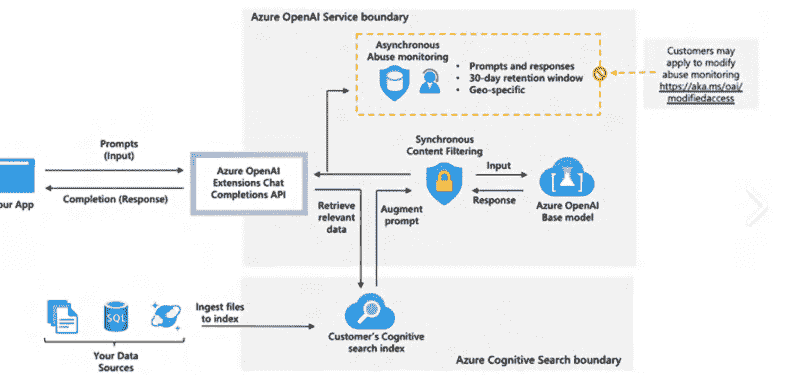 Azure OpenAI Service boundary
Asynchronous
Abuse monitoring
• Prompts and responses
• 30-day retention window
• Geo-specific
Customers may
apply to modify
abuse monitoring
https://aka.ms/oai/
modifiedaccess
Prompts
(Input)
Synchronous
Content Filtering
Input
Azure OpenAI
Extensions Chat
Completions API
our App
Completion (Response)
Retrieve
relevant
data
Augment
prompt
Response
Azure OpenAI
Base model
SQL
Ingest files
to index
Customer's Cognitive
search index
Your Data
Sources
Azure Cognitive Search boundary